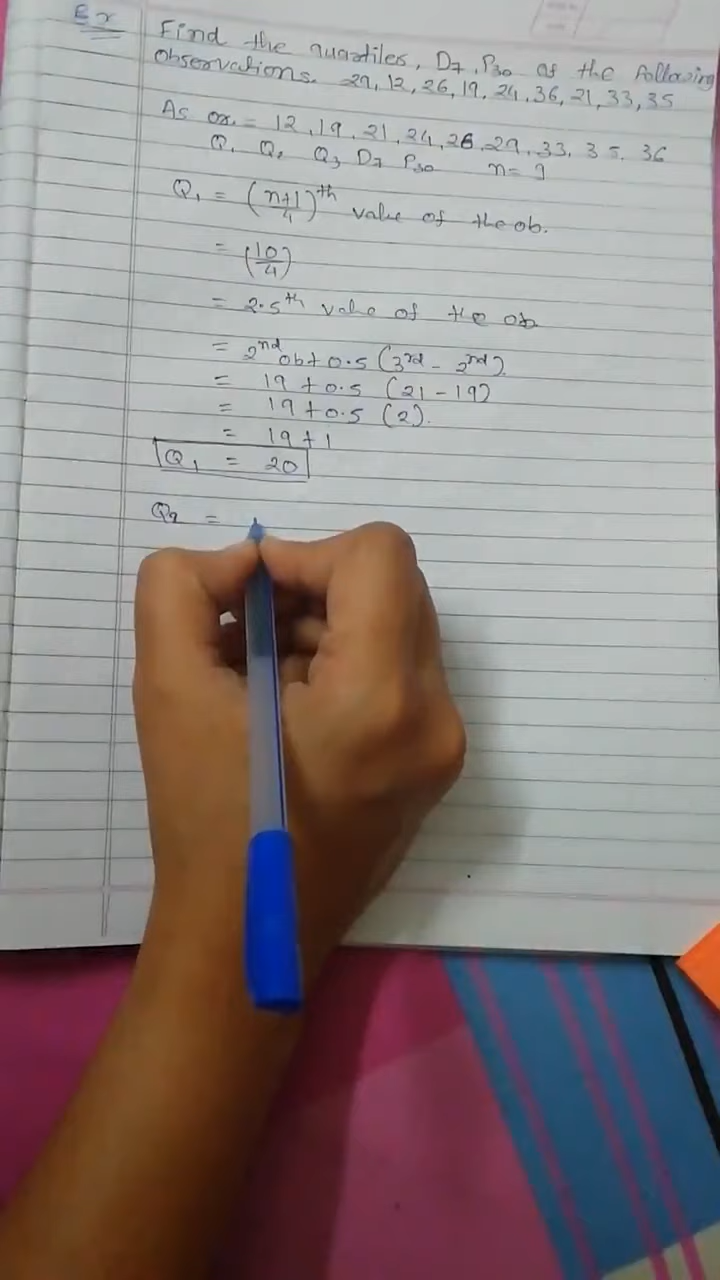 Ex Find the quartiles, D7, P30 of the following
observations. 29, 12, 26, 19, 24, 36, 21, 33, 35
As or. = 12, 19, 21, 24, 26, 29, 33, 35, 36
Q1 Q2 Q3 D7 P30 n = 9
Q1 = (n+1/4)th value of the ob.
= (10/4)
= 2.5th value of the ob.
= 2nd ob + 0.5 (3rd - 2nd)
= 19 + 0.5 (21 - 19)
= 19 + 0.5 (2).
= 19 + 1
Q1 = 20
Q2 =